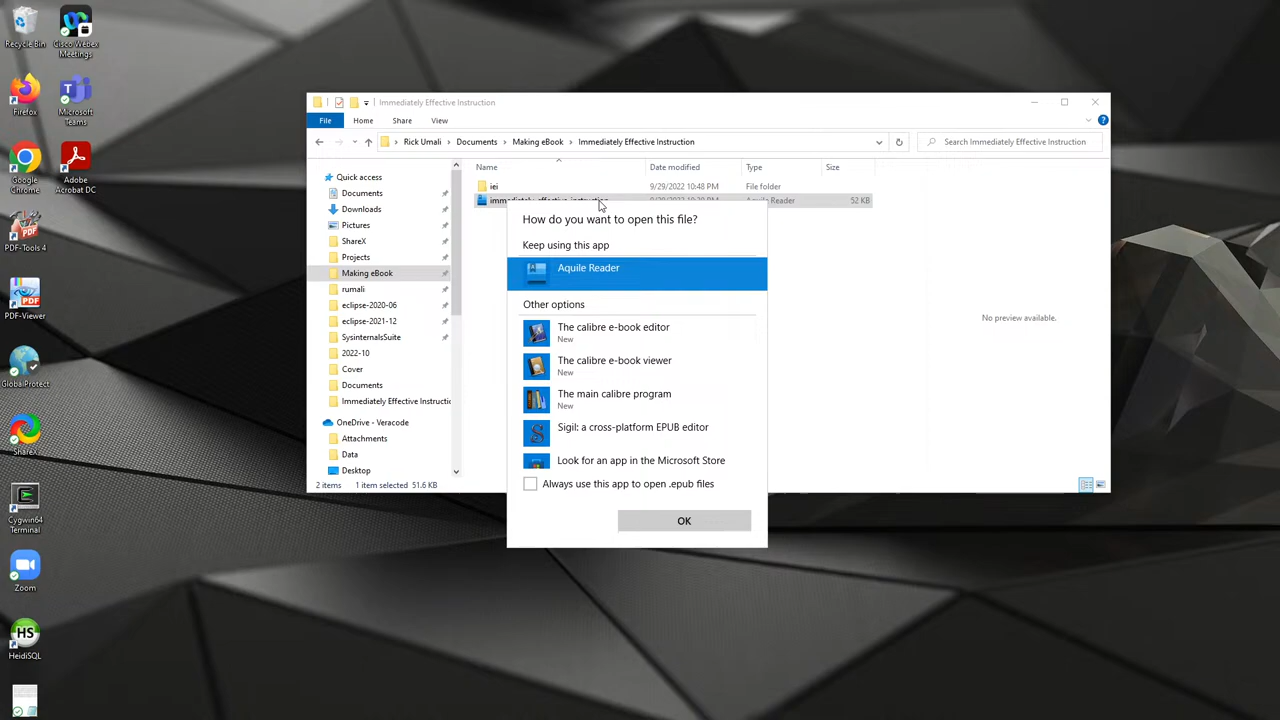 Recycle Bin
Cisco Webex Meetings
Firefox
Microsoft Teams
Google Chrome
Adobe Acrobat DC
PDF-Tools 4
PDF-Viewer
GlobalProtect
ShareX
Cygwin64 Terminal
Zoom
HeidiSQL
HS
Immediately Effective Instruction
File
Home
Share
View
Rick Umali
Documents
Making eBook
Immediately Effective Instruction
Search Immediately Effective Instruction
Name
Date modified
Type
Size
iei
9/29/2022 10:48 PM
File folder
52 KB
Quick access
Documents
Downloads
Pictures
ShareX
Projects
Making eBook
rumali
eclipse-2020-06
eclipse-2021-12
SysinternalsSuite
2022-10
Cover
Documents
Immediately Effective Instructic
OneDrive - Veracode
Attachments
Data
Desktop
2 items
1 item selected 51.6 KB
No preview available.
How do you want to open this file?
Keep using this app
Aquile Reader
Other options
The calibre e-book editor
New
The calibre e-book viewer
New
The main calibre program
New
Sigil: a cross-platform EPUB editor
Look for an app in the Microsoft Store
Always use this app to open .epub files
OK